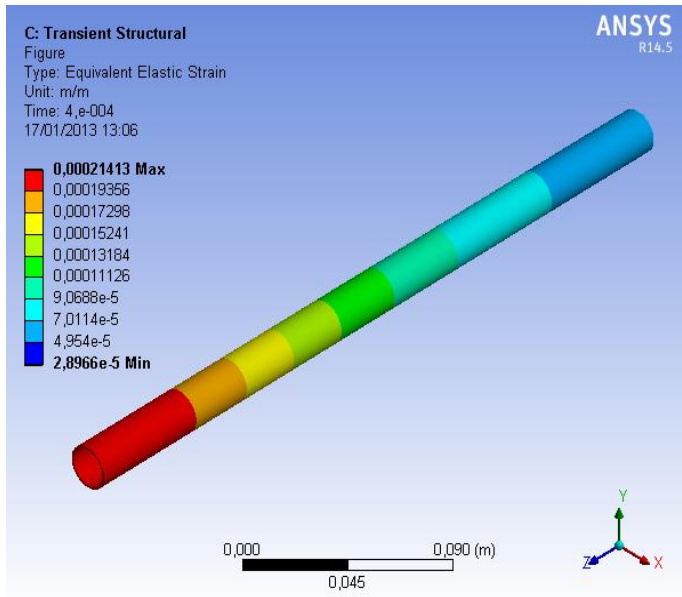 C: Transient Structural
Figure
Type: Equivalent Elastic Strain
Unit: m/m
Time: 4,e-004
17/01/2013 13:06
ANSYS
R14.5
0,00021413 Max
0,00019356
0,00017298
0,00015241
0,00013184
0,00011126
9,0688e-5
7,0114e-5
4,954e-5
2,8966e-5 Min
0,000
0,090 (m)
0,045
Y
Z
X